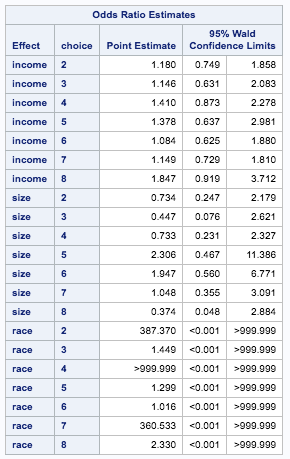 Odds Ratio Estimates
Effect choice Point Estimate 95% Wald Confidence Limits
income 2 1.180 0.749 1.858
income 3 1.146 0.631 2.083
income 4 1.410 0.873 2.278
income 5 1.378 0.637 2.981
income 6 1.084 0.625 1.880
income 7 1.149 0.729 1.810
income 8 1.847 0.919 3.712
size 2 0.734 0.247 2.179
size 3 0.447 0.076 2.621
size 4 0.733 0.231 2.327
size 5 2.306 0.467 11.386
size 6 1.947 0.560 6.771
size 7 1.048 0.355 3.091
size 8 0.374 0.048 2.884
race 2 387.370 <0.001 >999.999
race 3 1.449 <0.001 >999.999
race 4 >999.999 <0.001 >999.999
race 5 1.299 <0.001 >999.999
race 6 1.016 <0.001 >999.999
race 7 360.533 <0.001 >999.999
race 8 2.330 <0.001 >999.999